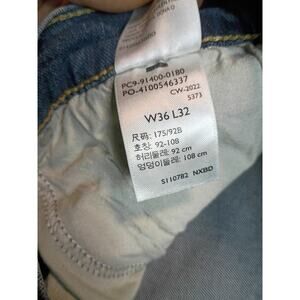 PC9-91400-0180
PO-4100546337
CW-2022
5373
W36 L32
尺码: 175/92B
호칭: 92-108
허리둘레: 92 cm
엉덩이둘레: 108 cm
S110782 NXBD